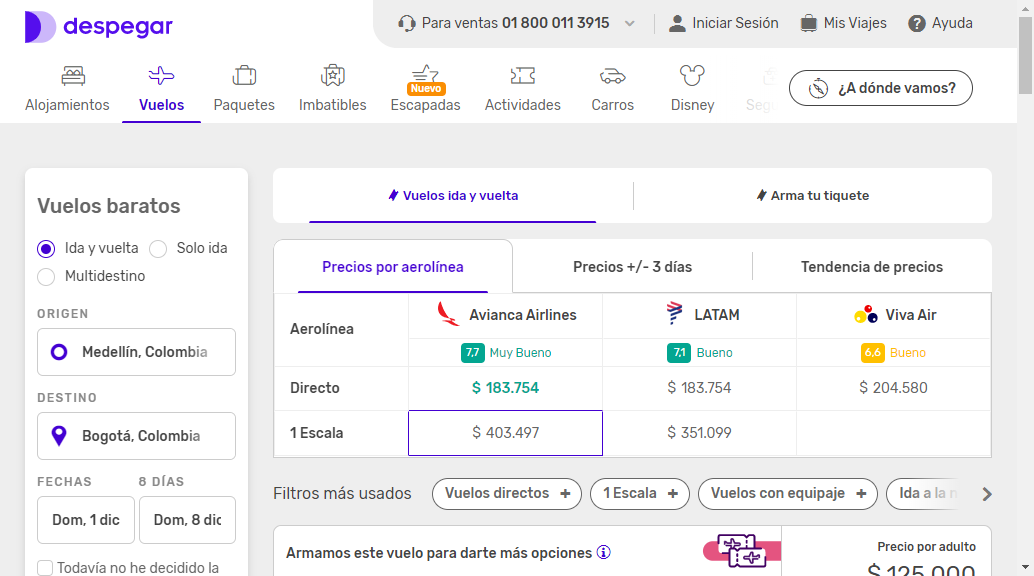 despegar
Para ventas 01 800 011 3915
Iniciar Sesión
Mis Viajes
? Ayuda
Alojamientos
Vuelos
Paquetes
Imbatibles
Nuevo
Escapadas
Actividades
Carros
Disney
¿A dónde vamos?
Vuelos baratos
Ida y vuelta
Solo ida
Multidestino
ORIGEN
Medellín, Colombia
DESTINO
Bogotá, Colombia
FECHAS
8 DÍAS
Dom, 1 dic
Dom, 8 dic
Todavía no he decidido la
Vuelos ida y vuelta
Arma tu tiquete
Precios por aerolínea
Precios +/- 3 días
Tendencia de precios
Aerolínea
Avianca Airlines
LATAM
Viva Air
7,7 Muy Bueno
7,1 Bueno
6,6 Bueno
Directo
$ 183.754
$ 183.754
$ 204.580
1 Escala
$ 403.497
$ 351.099
Filtros más usados
Vuelos directos +
1 Escala +
Vuelos con equipaje +
Ida a la
Armamos este vuelo para darte más opciones
Precio por adulto
$ 125.000